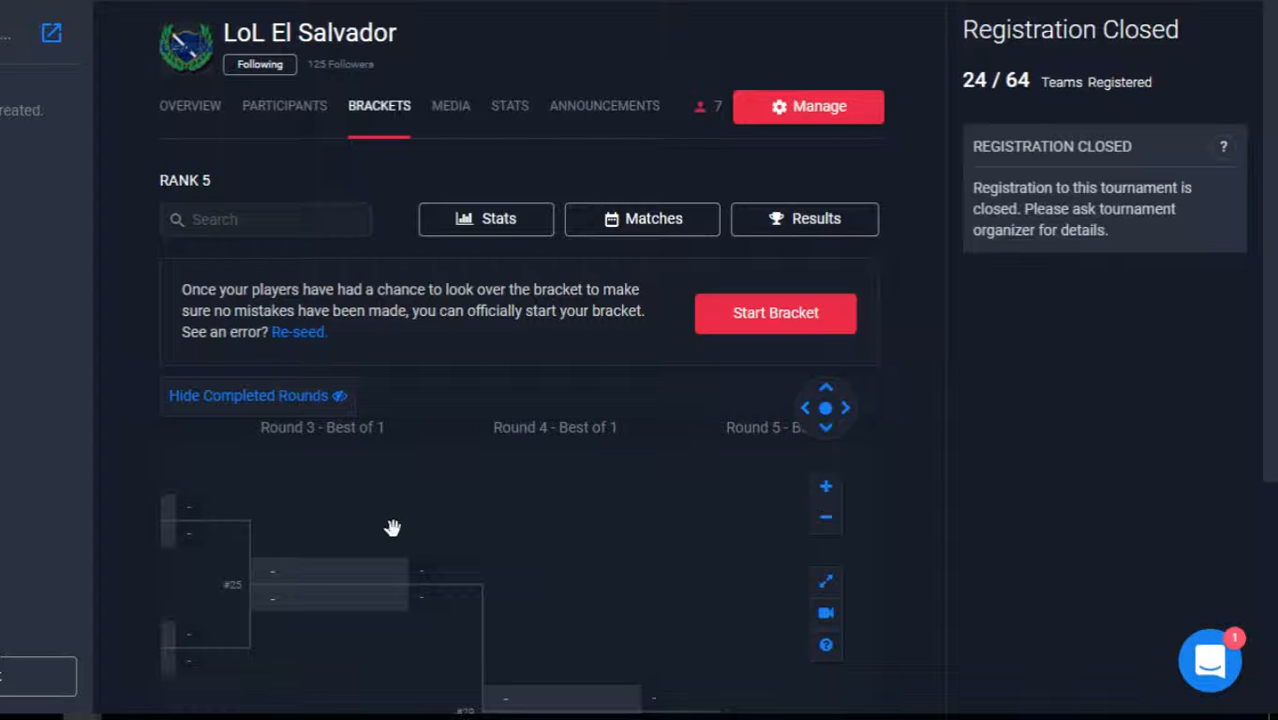 LoL El Salvador
Following
125 Followers
reated.
OVERVIEW
PARTICIPANTS
BRACKETS
MEDIA
STATS
ANNOUNCEMENTS
7
Manage
RANK 5
Search
Stats
Matches
Results
Once your players have had a chance to look over the bracket to make
sure no mistakes have been made, you can officially start your bracket.
See an error? Re-seed.
Start Bracket
Hide Completed Rounds
Round 3 - Best of 1
Round 4 - Best of 1
Round 5 - B
-
-
-
-
#25
-
-
-
-
-
-
#29
Registration Closed
24 / 64 Teams Registered
REGISTRATION CLOSED
?
Registration to this tournament is
closed. Please ask tournament
organizer for details.
1